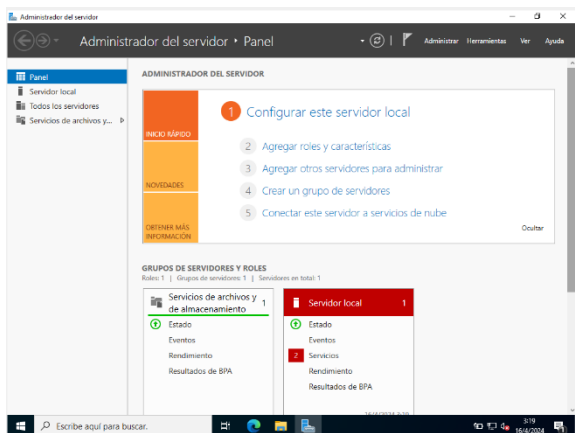 Administrador del servidor
Administrador del servidor • Panel
Administrar Herramientas Ver Ayuda
Panel
Servidor local
Todos los servidores
Servicios de archivos y...
ADMINISTRADOR DEL SERVIDOR
INICIO RÁPIDO
NOVEDADES
OBTENER MÁS
INFORMACIÓN
1 Configurar este servidor local
2 Agregar roles y características
3 Agregar otros servidores para administrar
4 Crear un grupo de servidores
5 Conectar este servidor a servicios de nube
Ocultar
GRUPOS DE SERVIDORES Y ROLES
Roles: 1 | Grupos de servidores: 1 | Servidores en total: 1
Servicios de archivos y
de almacenamiento
1
Estado
Eventos
Rendimiento
Resultados de BPA
Servidor local 1
Estado
Eventos
2 Servicios
Rendimiento
Resultados de BPA
16/4/2024 3:19
Escribe aquí para buscar.
3:19
16/4/2024